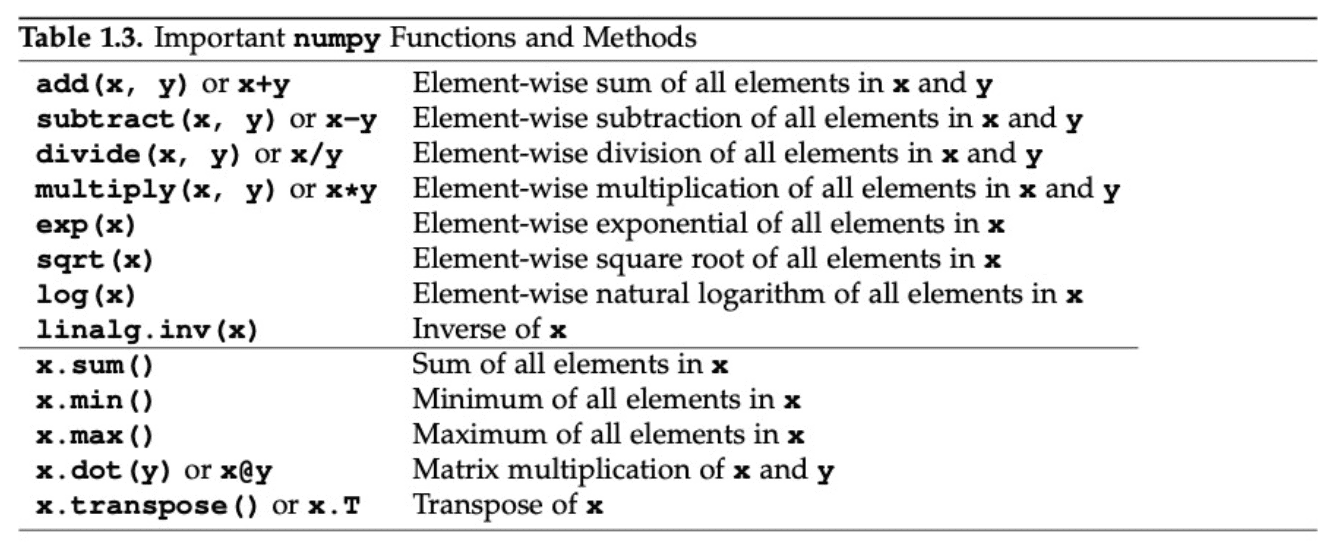 Table 1.3. Important numpy Functions and Methods
add(x, y) or x+y Element-wise sum of all elements in x and y
subtract(x, y) or x-y Element-wise subtraction of all elements in x and y
divide(x, y) or x/y Element-wise division of all elements in x and y
multiply(x, y) or x*y Element-wise multiplication of all elements in x and y
exp(x) Element-wise exponential of all elements in x
sqrt(x) Element-wise square root of all elements in x
log(x) Element-wise natural logarithm of all elements in x
linalg.inv(x) Inverse of x
x.sum() Sum of all elements in x
x.min() Minimum of all elements in x
x.max() Maximum of all elements in x
x.dot(y) or x@y Matrix multiplication of x and y
x.transpose() or x.T Transpose of x